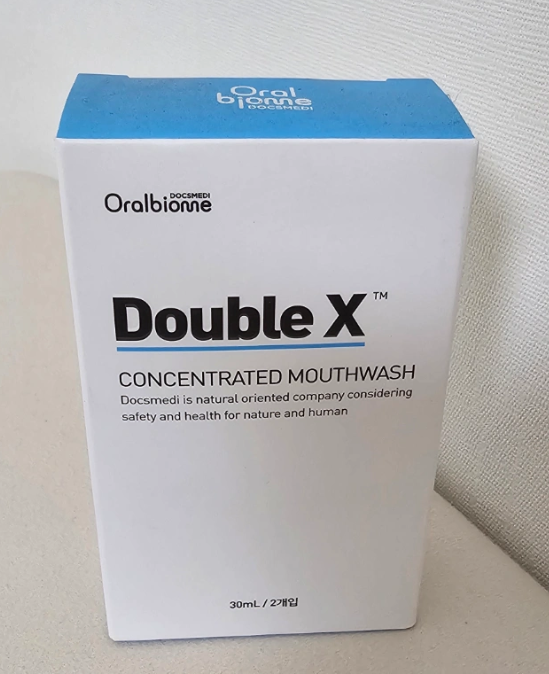 Oral
biome
DOCSMEDI
DOCSMEDI
Oralbiome
Double X™
CONCENTRATED MOUTHWASH
Docsmedi is natural oriented company considering
safety and health for nature and human
30mL / 2개입